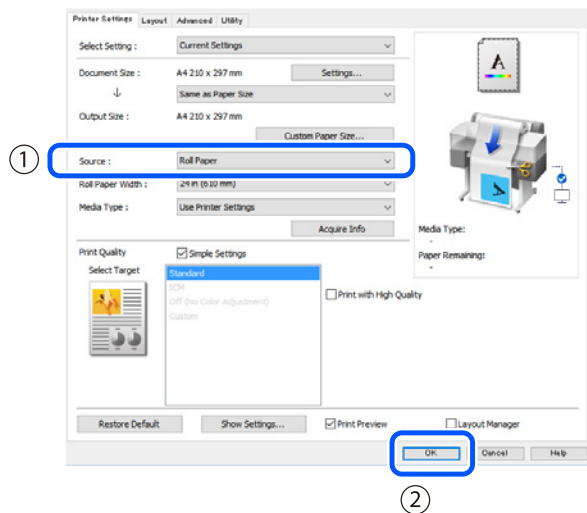 Printer Settings Layout Advanced Utility
Select Setting : Current Settings
Document Size : A4 210 x 297 mm Settings...
↓ Same as Paper Size
Output Size : A4 210 x 297 mm
Custom Paper Size...
① Source : Roll Paper
Roll Paper Width : 24 in (610 mm)
Media Type : Use Printer Settings
Acquire Info
Media Type:
-
Paper Remaining:
-
Print Quality Simple Settings
Select Target
Standard
ICM
Off (No Color Adjustment)
Custom
Print with High Quality
Restore Default Show Settings... Print Preview Layout Manager
OK Cancel Help
②
A
A